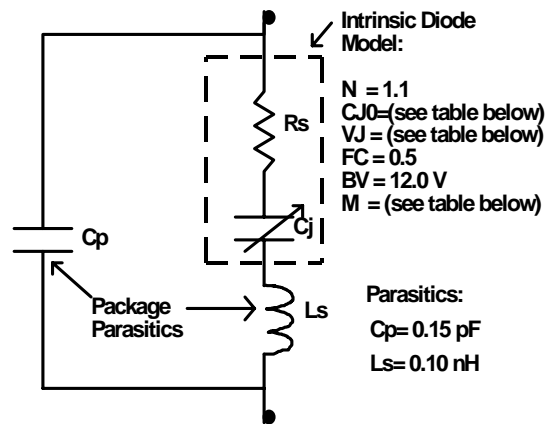 Intrinsic Diode
Model:
N = 1.1
CJ0=(see table below)
VJ = (see table below)
FC = 0.5
BV = 12.0 V
M = (see table below)
Rs
Cj
Cp
Package
Parasitics
Ls
Parasitics:
Cp= 0.15 pF
Ls= 0.10 nH